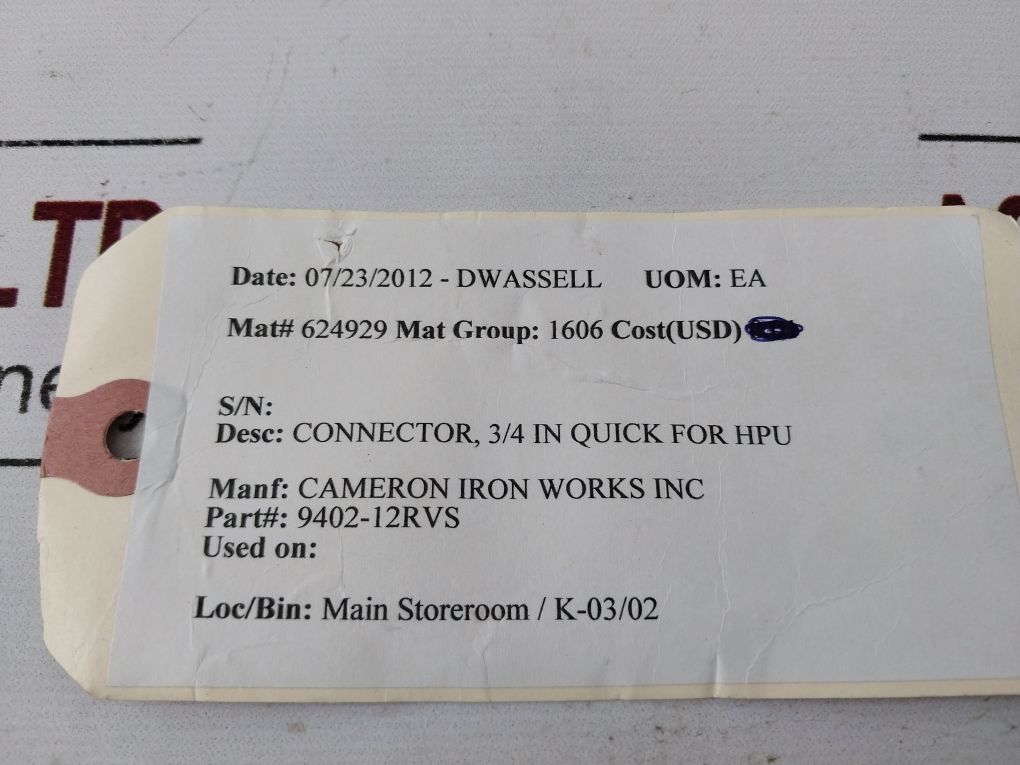 LTD
Date: 07/23/2012 - DWASSELL UOM: EA
Mat# 624929 Mat Group: 1606 Cost(USD)
ne
S/N:
Desc: CONNECTOR, 3/4 IN QUICK FOR HPU
Manf: CAMERON IRON WORKS INC
Part#: 9402-12RVS
Used on:
Loc/Bin: Main Storeroom / K-03/02